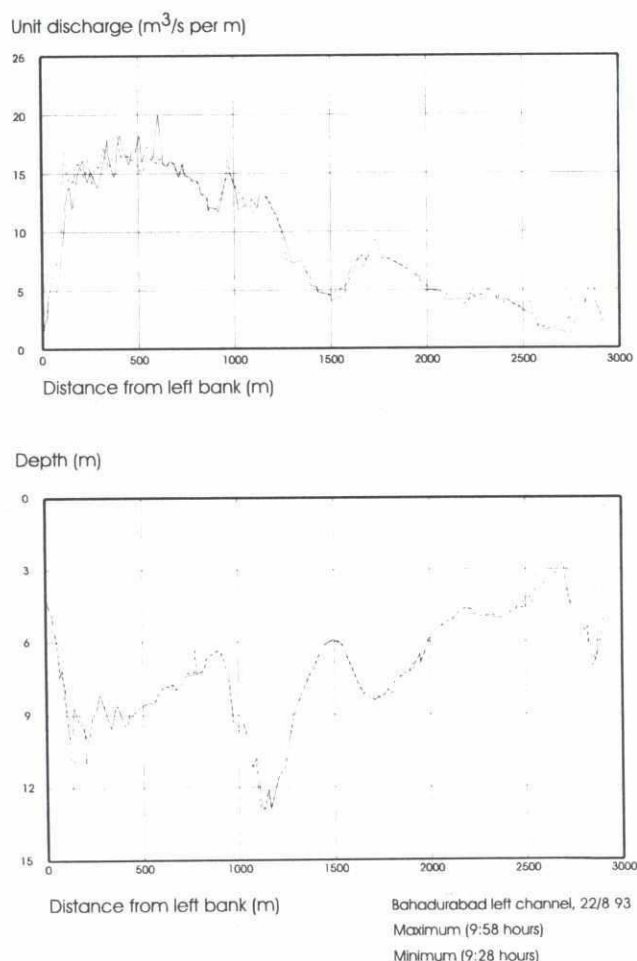 Unit discharge (m³/s per m)
26
20
15
10
5
0
0 500 1000 1500 2000 2500 3000
Distance from left bank (m)
Depth (m)
0
3
6
9
12
15
0 500 1000 1500 2000 2500 3000
Distance from left bank (m)
Bahadurabad left channel, 22/8 93
Maximum (9:58 hours)
Minimum (9:28 hours)